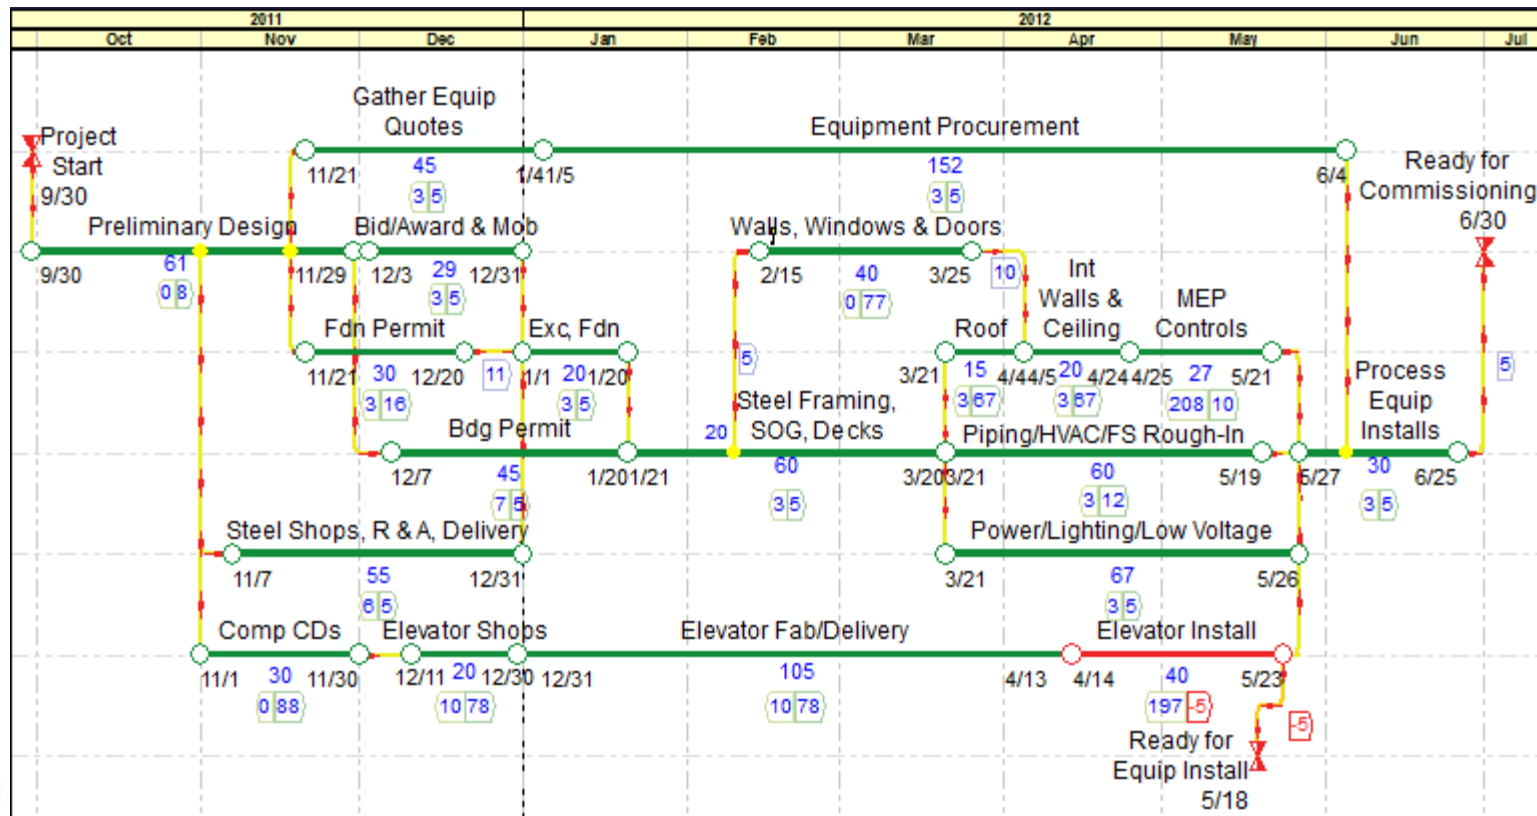 2011 2012
Oct Nov Dec Jan Feb Mar Apr May Jun Jul
Gather Equip
Quotes
Equipment Procurement
Project
Start
9/30
11/21 45 1/4 1/5 152 6/4
3 5
3 5
Ready for
Commissioning
6/30
Preliminary Design Bid/Award & Mob Walls, Windows & Doors
9/30 61 11/29 12/3 29 12/31 2/15 40 3/25 10
0 8 3 5 0 77
Int
Walls &
Ceiling
MEP
Controls
Fdn Permit Exc, Fdn Roof
11/21 30 12/20 11 1/1 20 1/20 5 3/21 15 4/4 4/5 20 4/24 4/25 27 5/21 5
3 16 3 5 3 67 3 67 208 10
Process
Equip
Installs
Bdg Permit 20 Steel Framing,
SOG, Decks
Piping/HVAC/FS Rough-In
12/7 45 1/20 1/21 60 3/20 3/21 60 5/19 5/27 30 6/25
7 5 3 5 3 12 3 5
Steel Shops, R & A, Delivery Power/Lighting/Low Voltage
11/7 55 12/31 3/21 67 5/26
6 5 3 5
Comp CDs Elevator Shops Elevator Fab/Delivery Elevator Install
11/1 30 11/30 12/11 20 12/30 12/31 105 4/13 4/14 40 5/23
0 88 10 78 10 78 197 -5
-5
Ready for
Equip Install
5/18